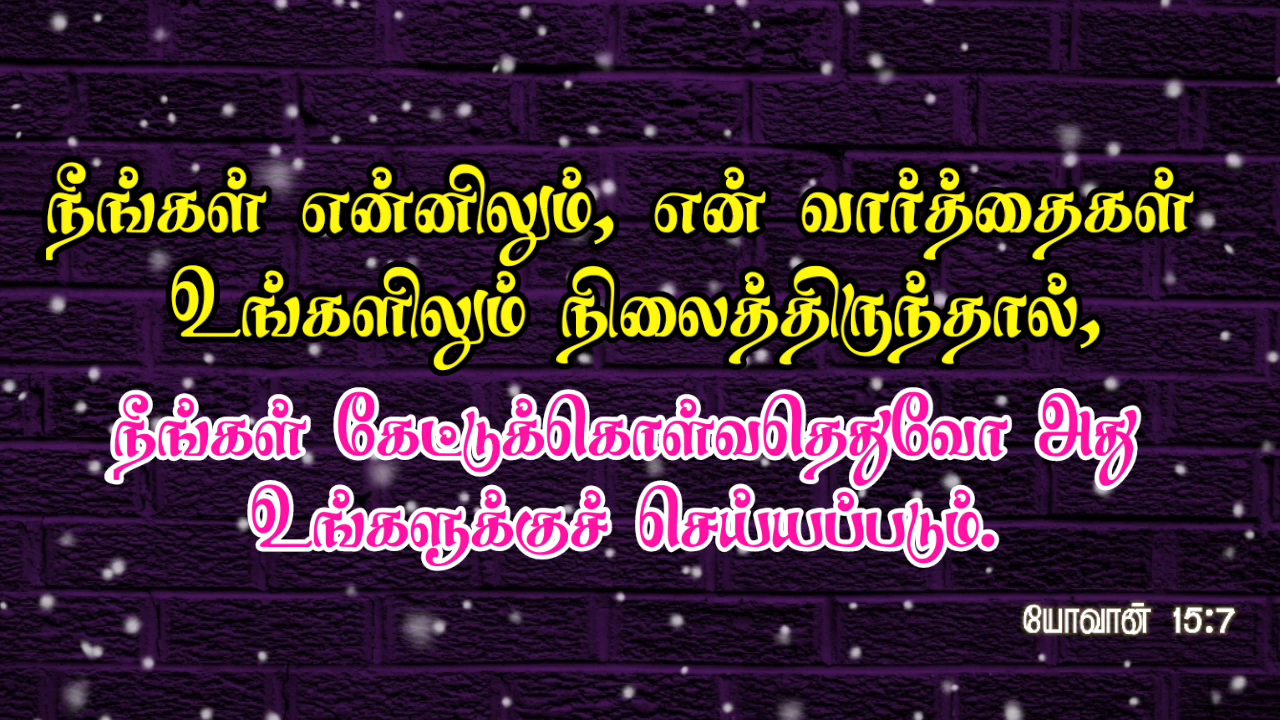 நீங்கள் என்னிலும், என் வார்த்தைகள்
உங்களிலும் நிலைத்திருந்தால்,
நீங்கள் கேட்டுக்கொள்வதெதுவோ அது
உங்களுக்குச் செய்யப்படும்.
யோவான் 15:7